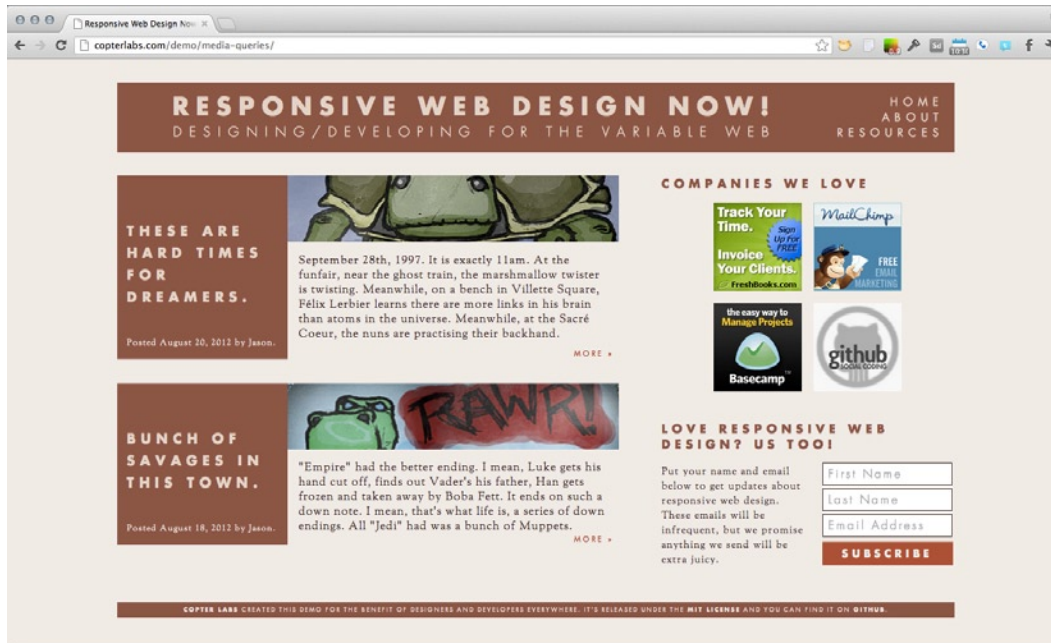 Responsive Web Design Now
copterlabs.com/demo/media-queries/
RESPONSIVE WEB DESIGN NOW!
DESIGNING/DEVELOPING FOR THE VARIABLE WEB
HOME
ABOUT
RESOURCES
THESE ARE
HARD TIMES
FOR
DREAMERS.
Posted August 20, 2012 by Jason.
September 28th, 1997. It is exactly 11am. At the
funfair, near the ghost train, the marshmallow twister
is twisting. Meanwhile, on a bench in Villette Square,
Félix Lerbier learns there are more links in his brain
than atoms in the universe. Meanwhile, at the Sacré
Coeur, the nuns are practising their backhand.
MORE
BUNCH OF
SAVAGES IN
THIS TOWN.
Posted August 18, 2012 by Jason.
RAWR!
"Empire" had the better ending. I mean, Luke gets his
hand cut off, finds out Vader's his father, Han gets
frozen and taken away by Boba Fett. It ends on such a
down note. I mean, that's what life is, a series of down
endings. All "Jedi" had was a bunch of Muppets.
MORE
COMPANIES WE LOVE
Track Your
Time.
Sign
Up For
FREE
Invoice
Your Clients.
FreshBooks.com
MailChimp
FREE
EMAIL
MARKETING
the easy way to
Manage Projects
Basecamp
github
SOCIAL CODING
LOVE RESPONSIVE WEB
DESIGN? US TOO!
Put your name and email
below to get updates about
responsive web design.
These emails will be
infrequent, but we promise
anything we send will be
extra juicy.
First Name
Last Name
Email Address
SUBSCRIBE
COPTER LABS CREATED THIS DEMO FOR THE BENEFIT OF DESIGNERS AND DEVELOPERS EVERYWHERE. IT'S RELEASED UNDER THE MIT LICENSE AND YOU CAN FIND IT ON GITHUB.